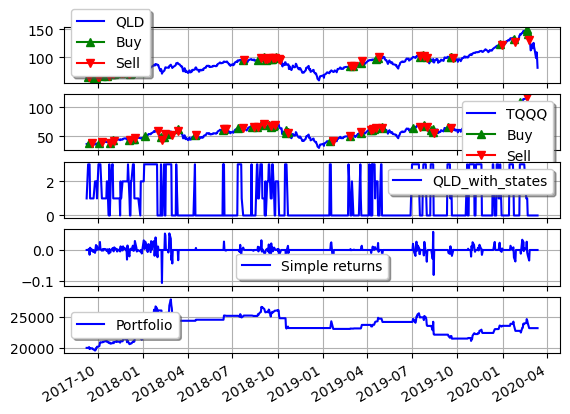 QLD
Buy
Sell
150
100
TQQQ
Buy
Sell
100
50
QLD_with_states
2
0
Simple returns
0.0
−0.1
Portfolio
25000
20000
2017-10
2018-01
2018-04
2018-07
2018-10
2019-01
2019-04
2019-07
2019-10
2020-01
2020-04